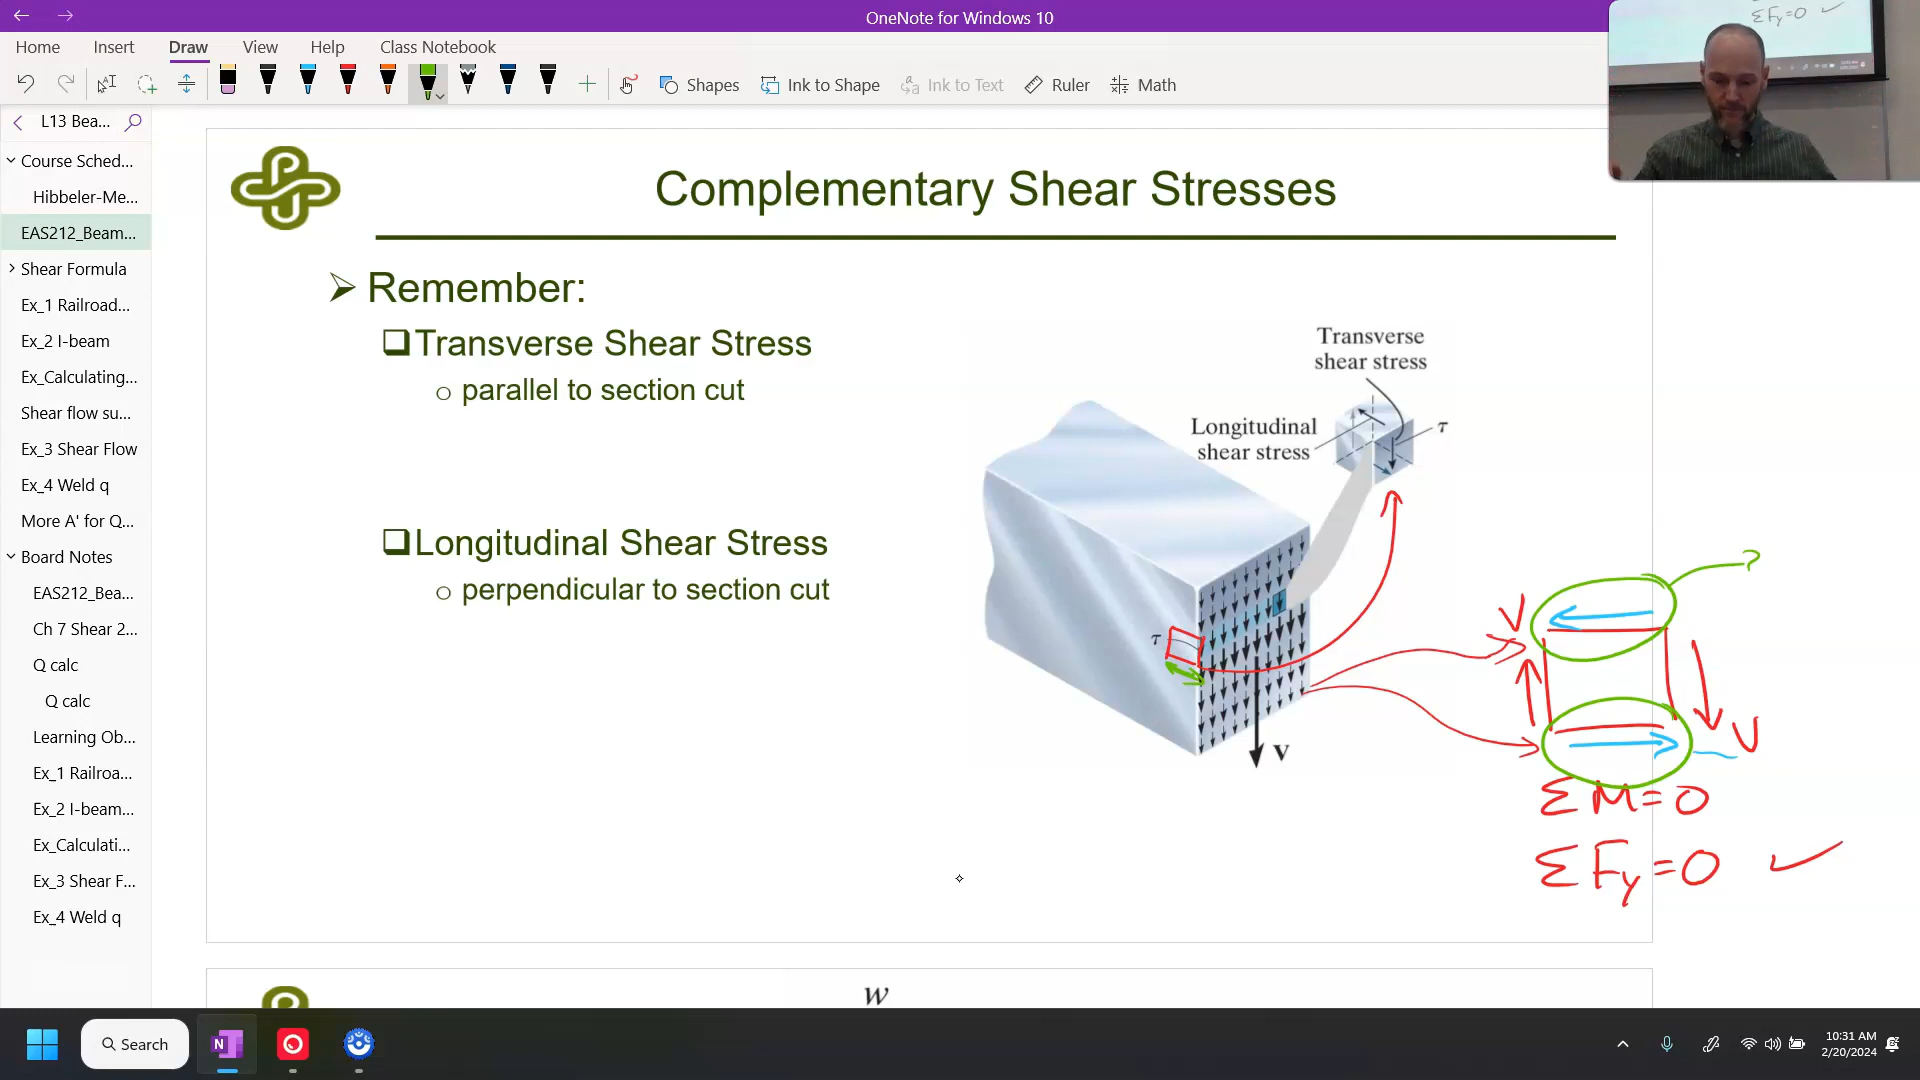 OneNote for Windows 10
Home Insert Draw View Help Class Notebook
Shapes Ink to Shape Ink to Text Ruler Math
ΣFy=0 ✓
L13 Bea...
Course Sched...
Hibbeler-Me...
EAS212_Beam...
Shear Formula
Ex_1 Railroad...
Ex_2 I-beam
Ex_Calculating...
Shear flow su...
Ex_3 Shear Flow
Ex_4 Weld q
More A' for Q...
Board Notes
EAS212_Bea...
Ch 7 Shear 2...
Q calc
Q calc
Learning Ob...
Ex_1 Railroa...
Ex_2 I-beam...
Ex_Calculati...
Ex_3 Shear F...
Ex_4 Weld q
Complementary Shear Stresses
Remember:
Transverse Shear Stress
parallel to section cut
Longitudinal Shear Stress
perpendicular to section cut
Transverse
shear stress
Longitudinal
shear stress
τ
τ
V
V
?
V
ΣM=0
ΣFy=0 ✓
w
Search
10:31 AM
2/20/2024